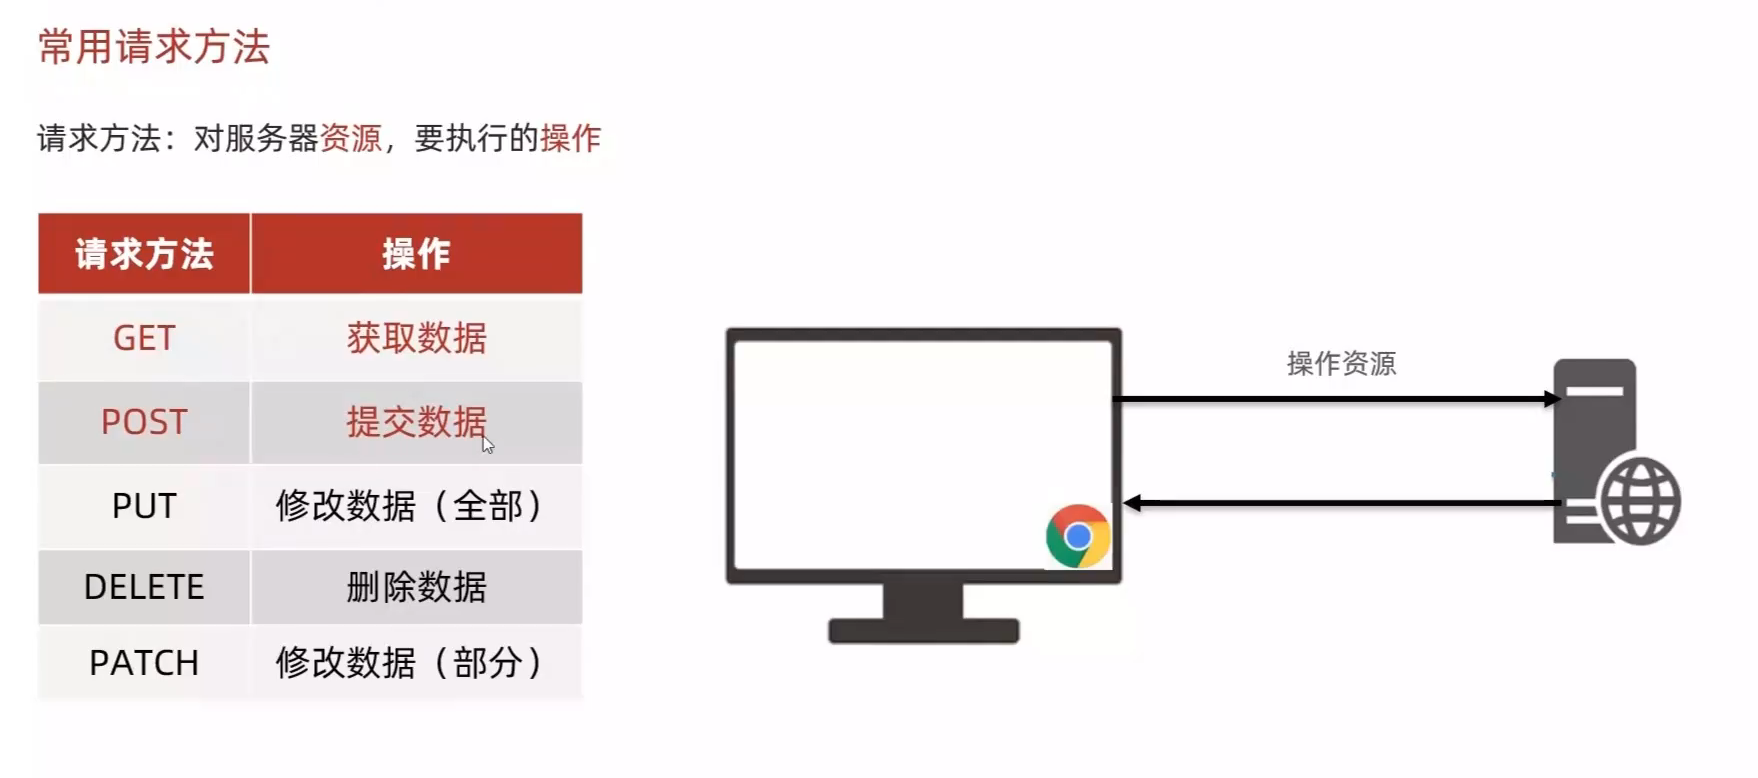 常用请求方法
请求方法：对服务器资源，要执行的操作
请求方法 操作
GET 获取数据
POST 提交数据
PUT 修改数据（全部）
DELETE 删除数据
PATCH 修改数据（部分）
操作资源